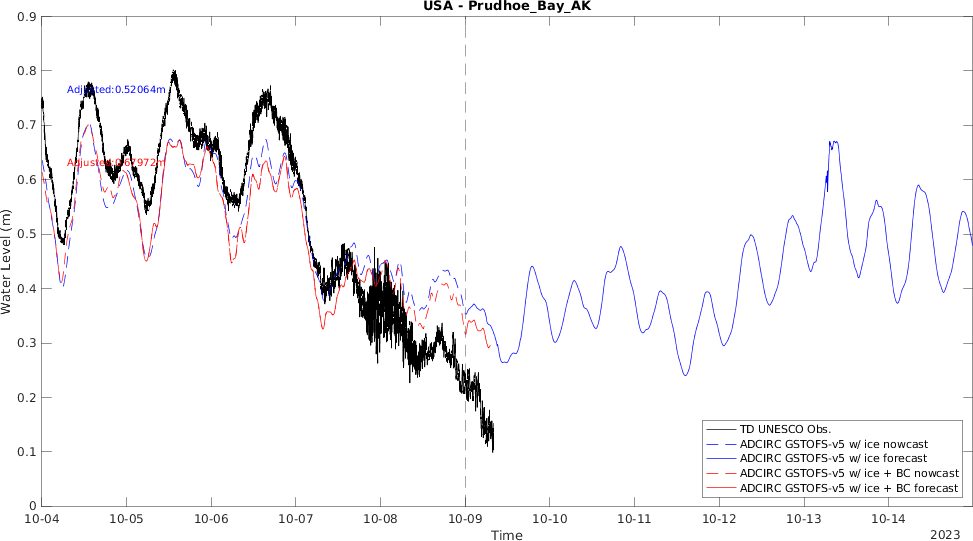 USA - Prudhoe_Bay_AK
0.9
0.8
0.7
0.6
0.5
0.4
0.3
0.2
0.1
0
Water Level (m)
Adjusted:0.52064m
Adjusted:0.67972m
TD UNESCO Obs.
ADCIRC GSTOFS-v5 w/ ice nowcast
ADCIRC GSTOFS-v5 w/ ice forecast
ADCIRC GSTOFS-v5 w/ ice + BC nowcast
ADCIRC GSTOFS-v5 w/ ice + BC forecast
10-04 10-05 10-06 10-07 10-08 10-09 10-10 10-11 10-12 10-13 10-14
Time
2023